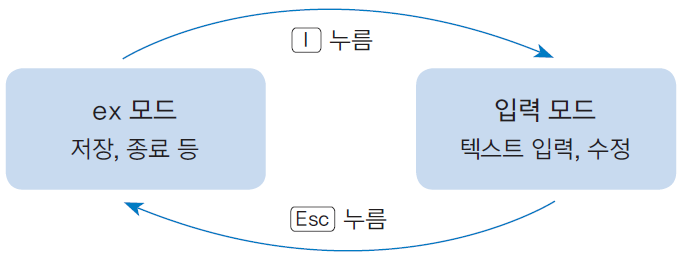 I 누름
ex 모드
저장, 종료 등
입력 모드
텍스트 입력, 수정
Esc 누름